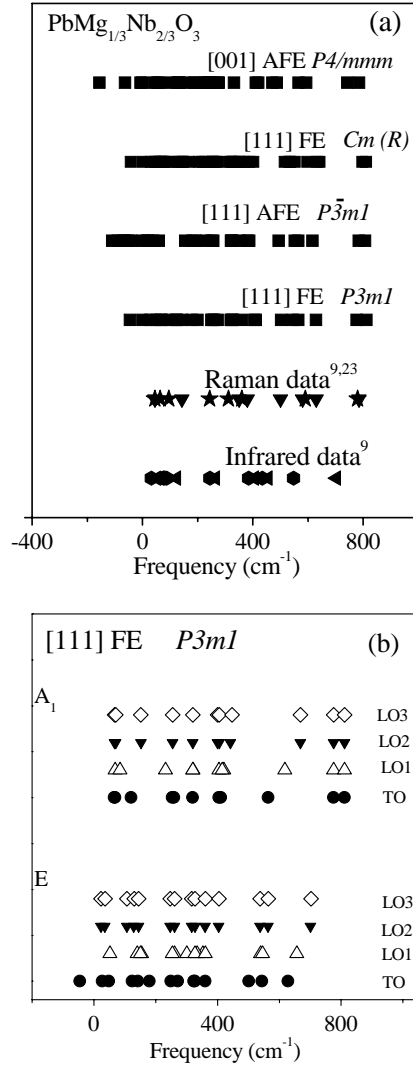 PbMg1/3Nb2/3O3 (a)
[001] AFE P4/mmm
[111] FE Cm (R)
[111] AFE P3̄m1
[111] FE P3m1
Raman data9,23
Infrared data9
-400 0 400 800
Frequency (cm-1)
[111] FE P3m1 (b)
A1
LO3
LO2
LO1
TO
E
LO3
LO2
LO1
TO
0 400 800
Frequency (cm-1)